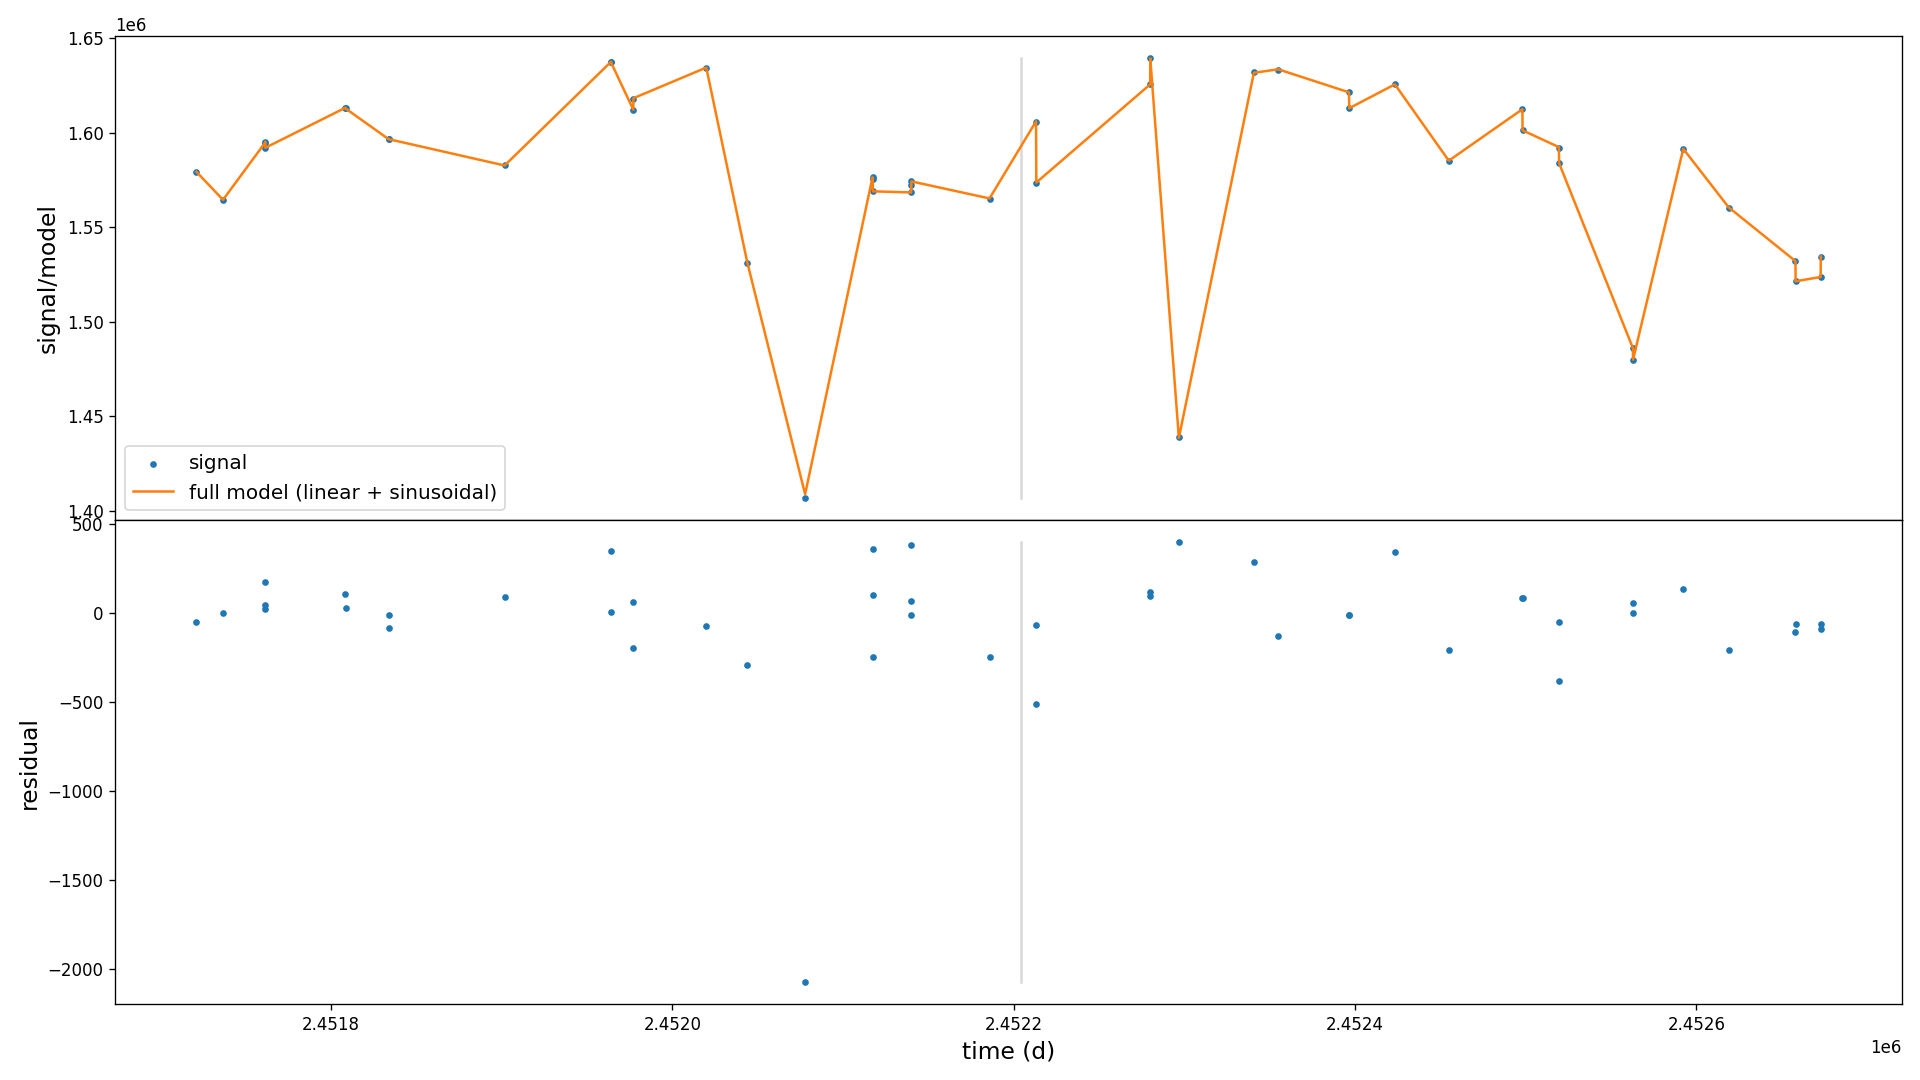 1e6
1.65
1.60
1.55
1.50
1.45
1.40
signal/model
signal
full model (linear + sinusoidal)
500
0
−500
−1000
−1500
−2000
residual
2.4518
2.4520
2.4522
2.4524
2.4526
1e6
time (d)